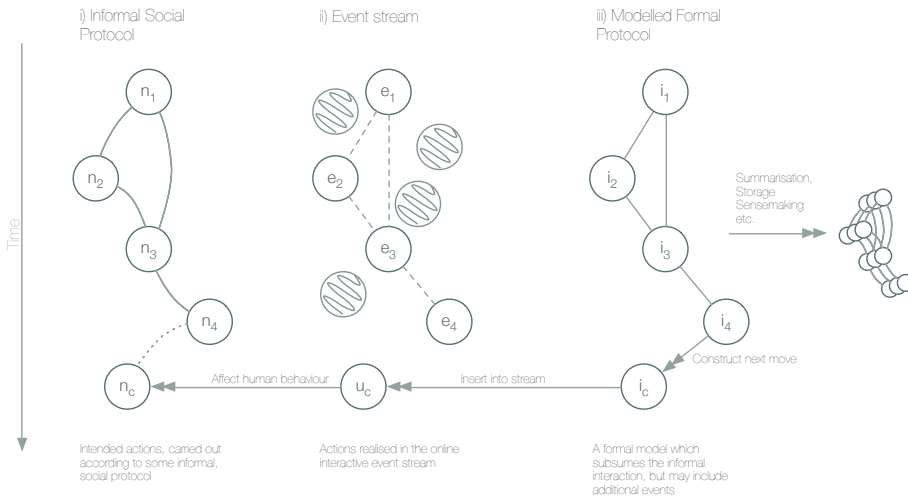 i) Informal Social
Protocol
ii) Event stream
iii) Modelled Formal
Protocol
Time
n1
n2
n3
n4
nc
e1
e2
e3
e4
uc
i1
i2
i3
i4
ic
Summarisation,
Storage
Sensemaking
etc.
Construct next move
Affect human behaviour
Insert into stream
Intended actions, carried out
according to some informal,
social protocol
Actions realised in the online
interactive event stream
A formal model which
subsumes the informal
interaction, but may include
additional events